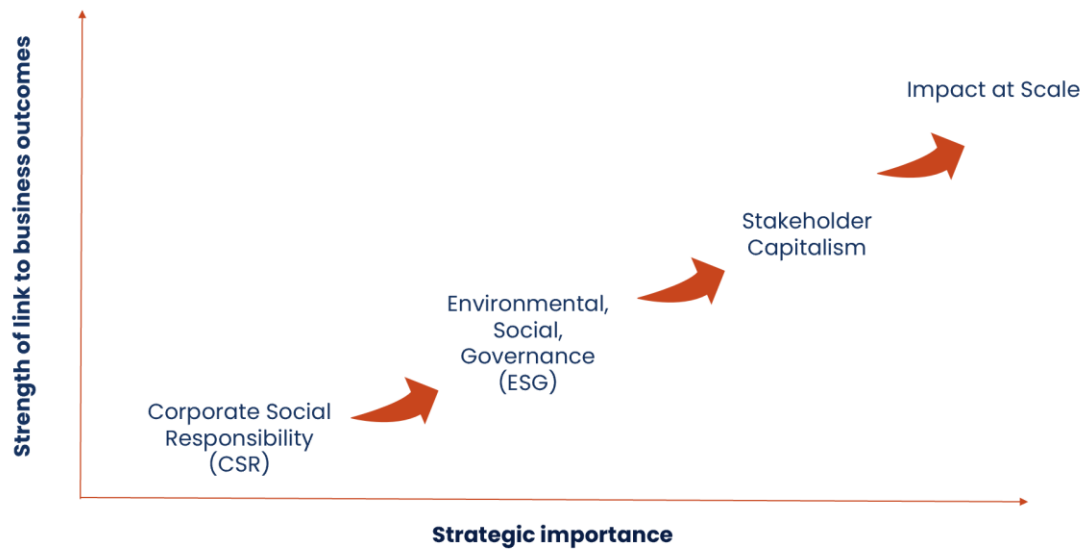 Strength of link to business outcomes
Impact at Scale
Stakeholder
Capitalism
Environmental,
Social,
Governance
(ESG)
Corporate Social
Responsibility
(CSR)
Strategic importance